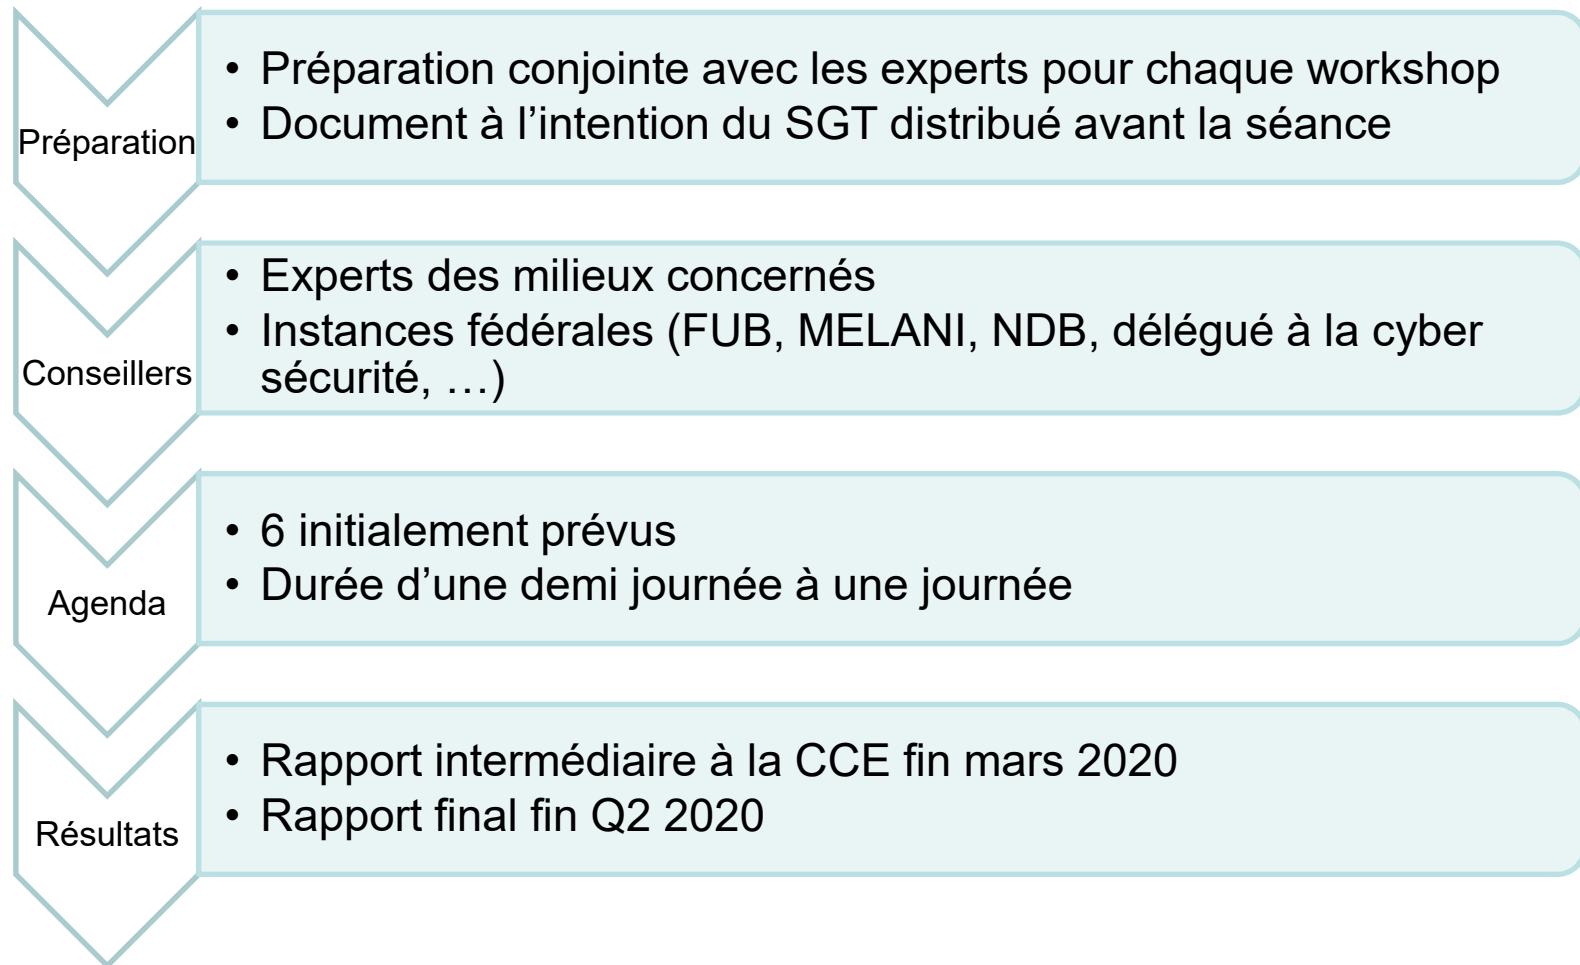 Préparation
• Préparation conjointe avec les experts pour chaque workshop
• Document à l’intention du SGT distribué avant la séance
Conseillers
• Experts des milieux concernés
• Instances fédérales (FUB, MELANI, NDB, délégué à la cyber
sécurité, …)
Agenda
• 6 initialement prévus
• Durée d’une demi journée à une journée
Résultats
• Rapport intermédiaire à la CCE fin mars 2020
• Rapport final fin Q2 2020